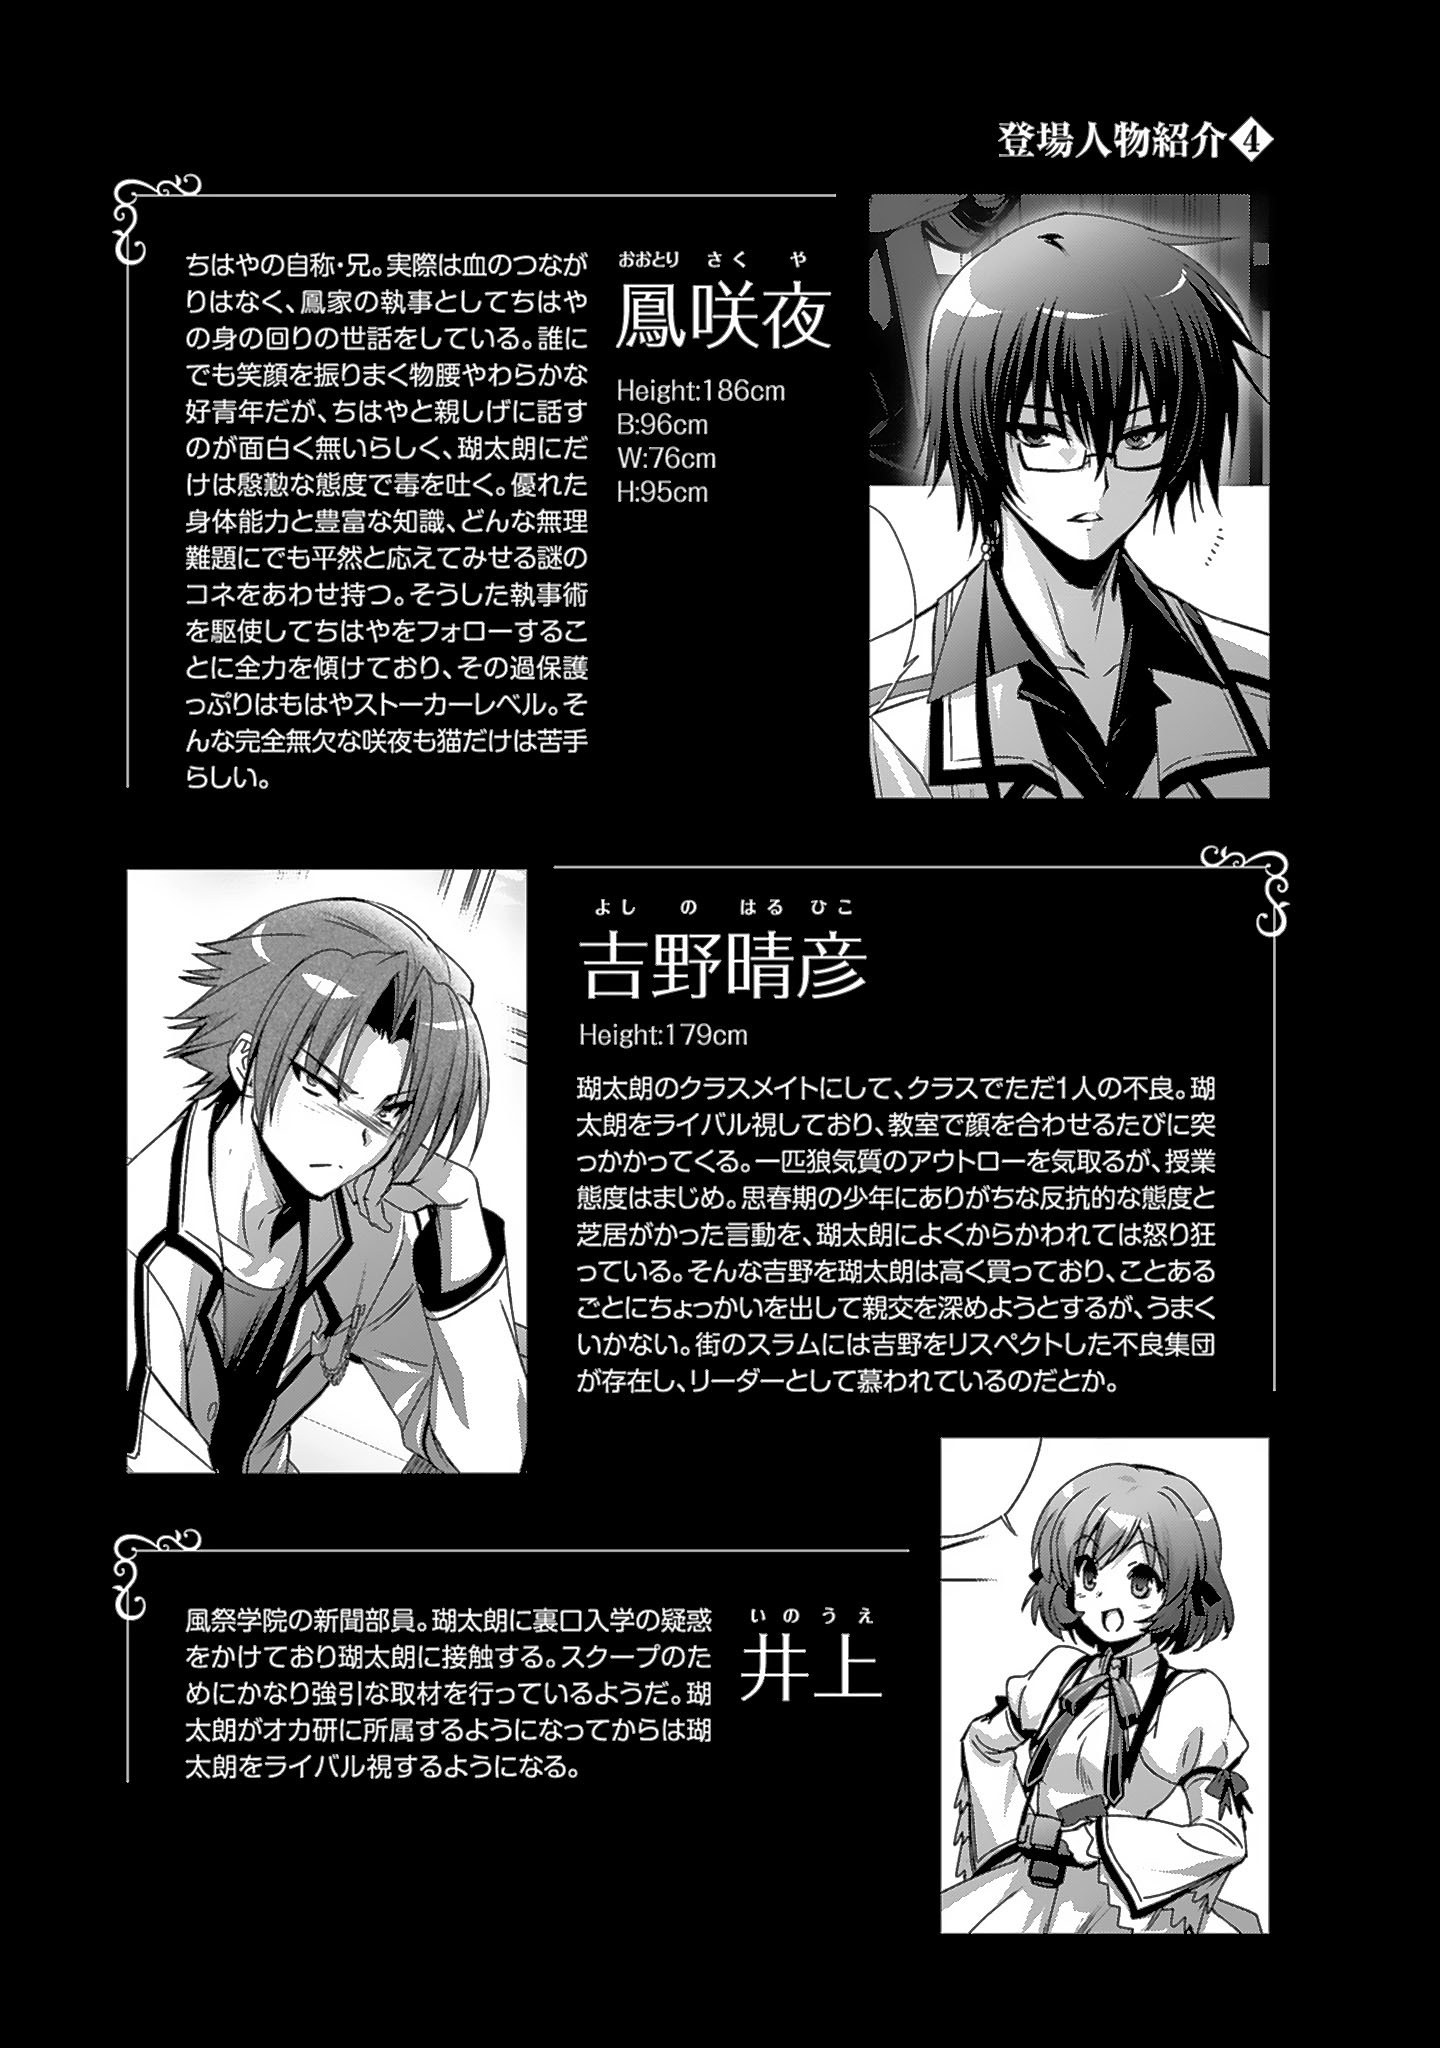 登場人物紹介4
おおとり さくや
鳳咲夜
Height:186cm
B:96cm
W:76cm
H:95cm
ちはやの自称・兄。実際は血のつなが
りはなく、鳳家の執事としてちはや
の身の回りの世話をしている。誰に
でも笑顔を振りまく物腰やわらかな
好青年だが、ちはやと親しげに話す
のが面白く無いらしく、瑚太朗にだ
けは慇懃な態度で毒を吐く。優れた
身体能力と豊富な知識、どんな無理
難題にでも平然と応えてみせる謎の
コネをあわせ持つ。そうした執事術
を駆使してちはやをフォローするこ
とに全力を傾けており、その過保護
っぷりはもはやストーカーレベル。そ
んな完全無欠な咲夜も猫だけは苦手
らしい。
よしの はるひこ
吉野晴彦
Height:179cm
瑚太朗のクラスメイトにして、クラスでただ1人の不良。瑚
太朗をライバル視しており、教室で顔を合わせるたびに突
っかかってくる。一匹狼気質のアウトローを気取るが、授業
態度はまじめ。思春期の少年にありがちな反抗的な態度と
芝居がかった言動を、瑚太朗によくからかわれては怒り狂
っている。そんな吉野を瑚太朗は高く買っており、ことある
ごとにちょっかいを出して親交を深めようとするが、うまく
いかない。街のスラムには吉野をリスペクトした不良集団
が存在し、リーダーとして慕われているのだとか。
いのうえ
井上
風祭学院の新聞部員。瑚太朗に裏口入学の疑惑
をかけており瑚太朗に接触する。スクープのた
めにかなり強引な取材を行っているようだ。瑚
太朗がオカ研に所属するようになってからは瑚
太朗をライバル視するようになる。